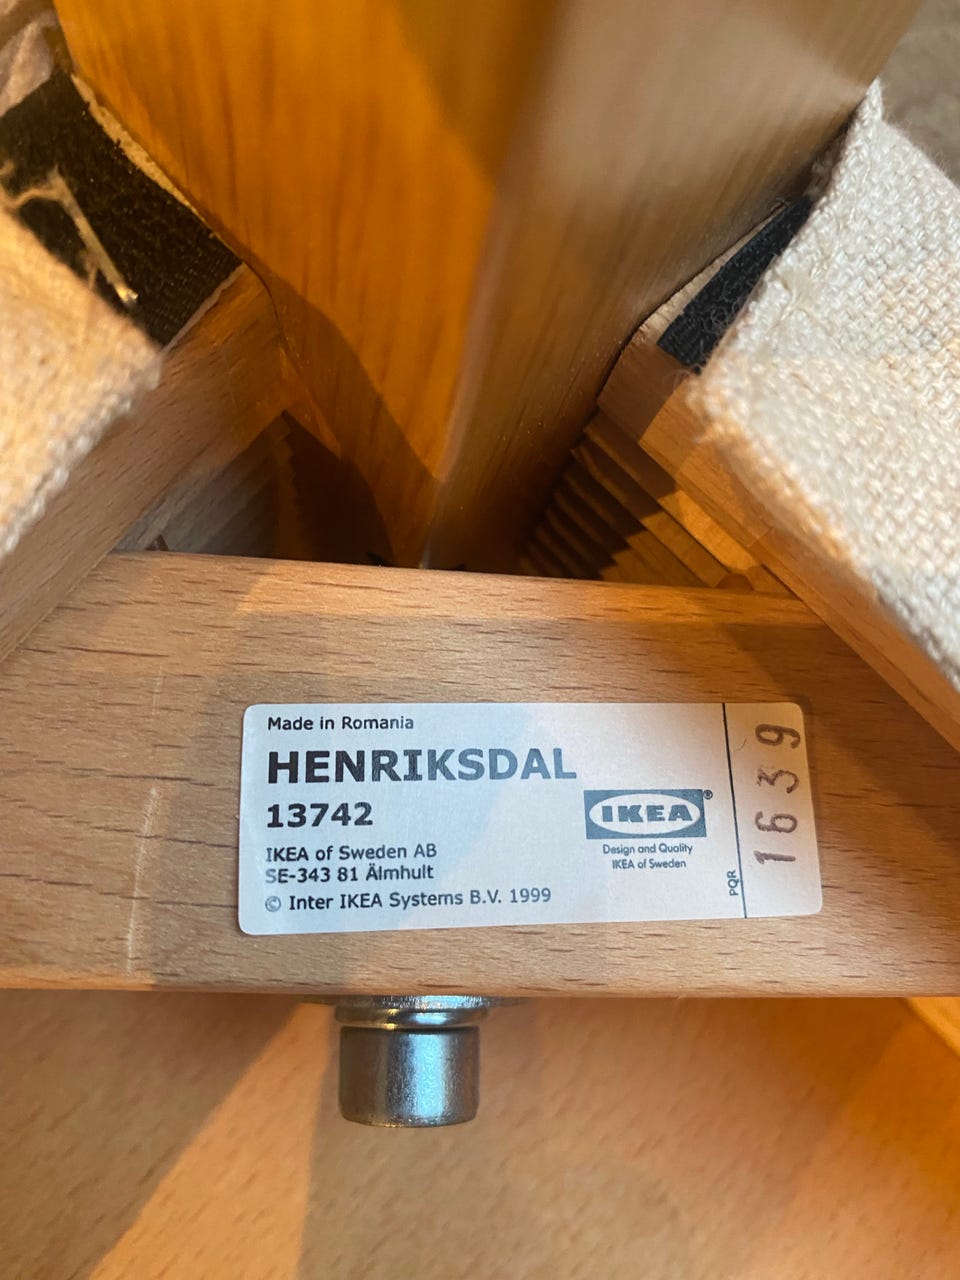 Made in Romania
HENRIKSDAL
13742
IKEA of Sweden AB
SE-343 81 Älmhult
© Inter IKEA Systems B.V. 1999
IKEA®
Design and Quality
IKEA of Sweden
PQR
1639